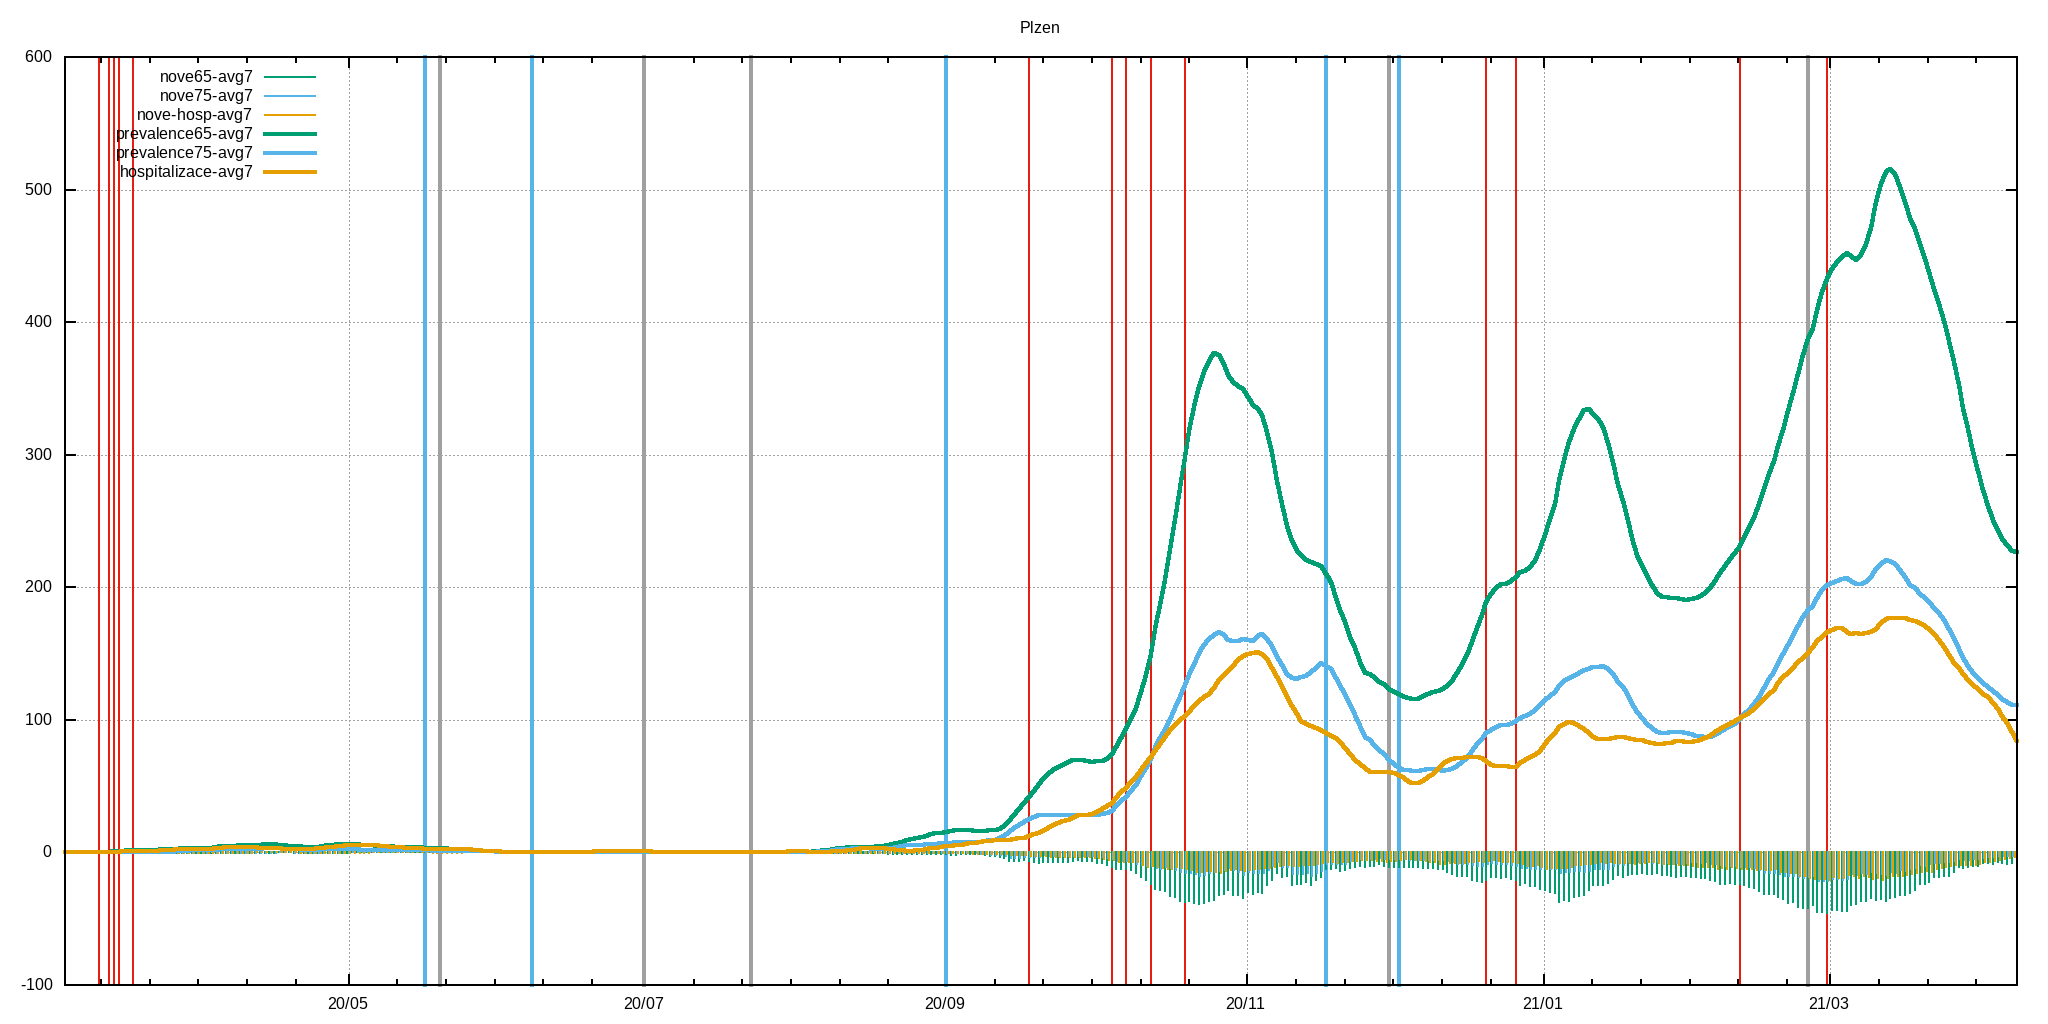 Plzen
600
500
400
300
200
100
0
-100
nove65-avg7
nove75-avg7
nove-hosp-avg7
prevalence65-avg7
prevalence75-avg7
hospitalizace-avg7
20/05 20/07 20/09 20/11 21/01 21/03